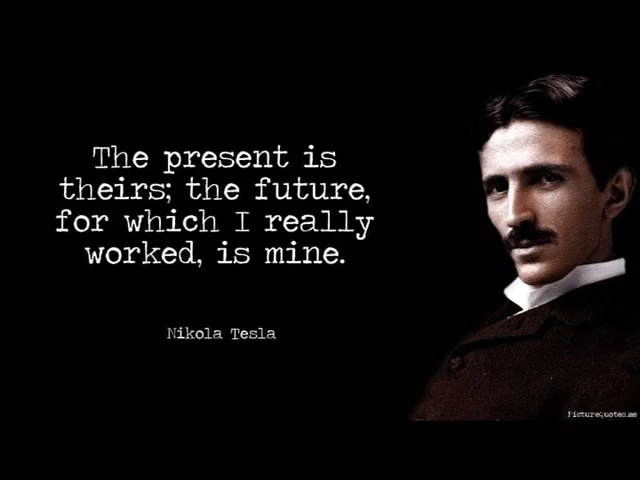 The present is
theirs; the future,
for which I really
worked, is mine.
Nikola Tesla
PictureQuotes.me